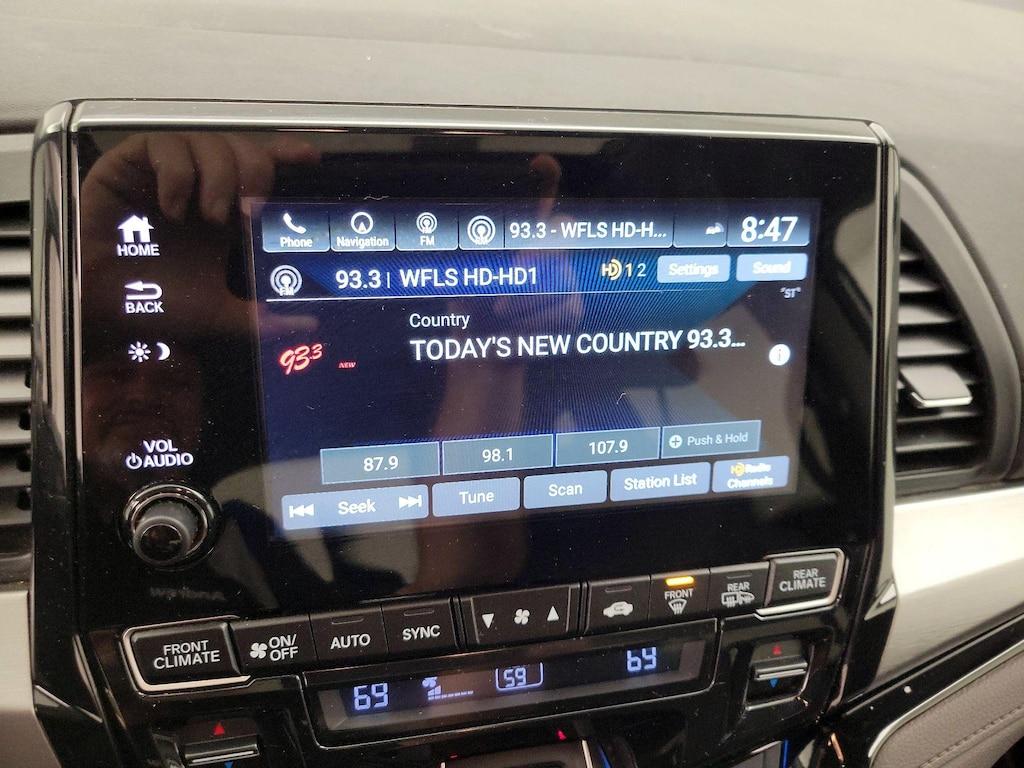 HOME
BACK
VOL
AUDIO
Phone
Navigation
FM
93.3 - WFLS HD-H...
8:47
FM
93.3 | WFLS HD-HD1
HD 1 2
Settings
Sound
"ST"
Country
TODAY'S NEW COUNTRY 93.3...
93.3
NEW
i
87.9
98.1
107.9
+ Push & Hold
Seek
Tune
Scan
Station List
HD Radio
Channels
FRONT
CLIMATE
ON/
OFF
AUTO
SYNC
FRONT
REAR
REAR
CLIMATE
69
59
69